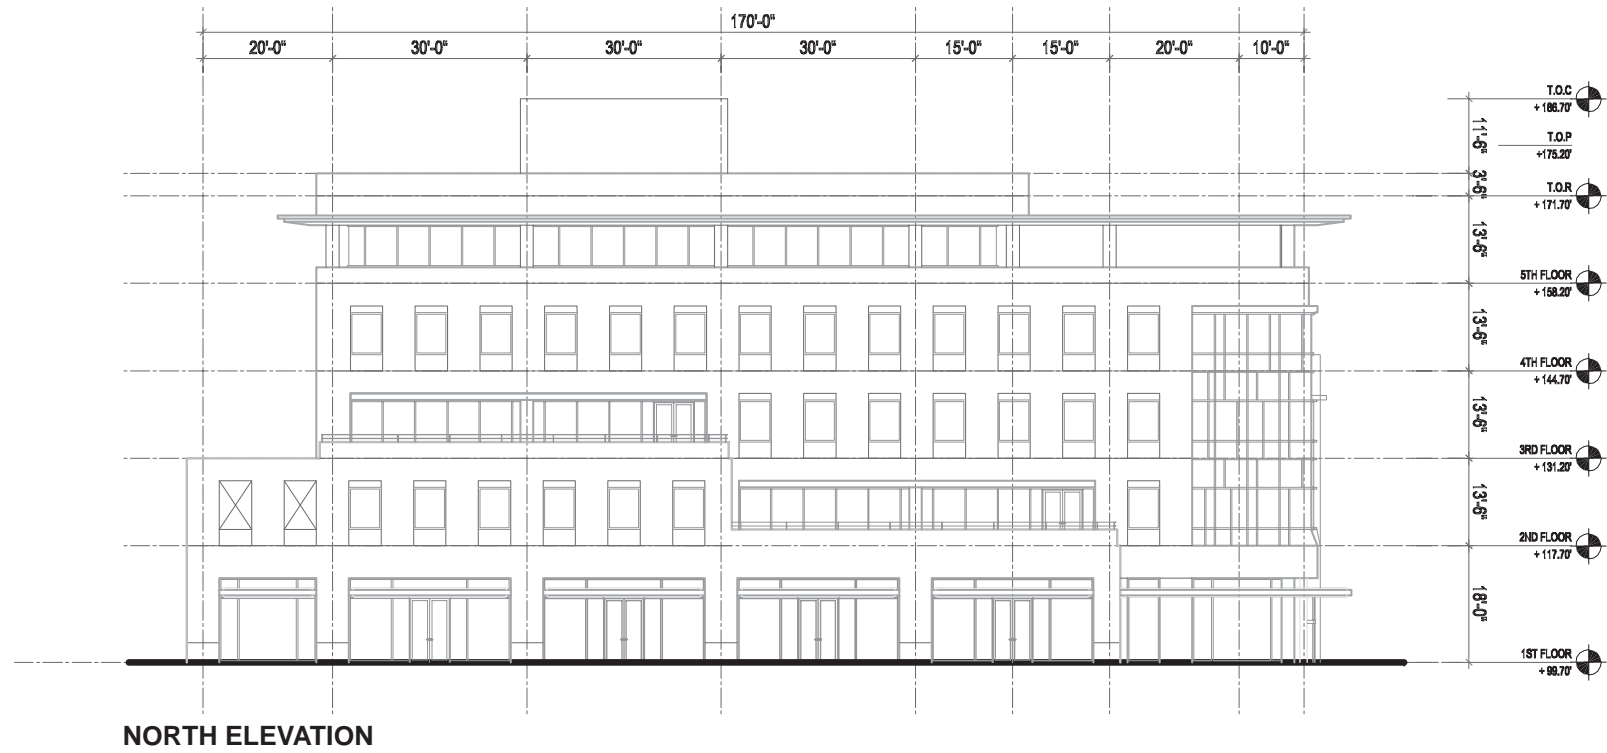 170'-0"
20'-0" 30'-0" 30'-0" 30'-0" 15'-0" 15'-0" 20'-0" 10'-0"
T.O.C
+ 186.70'
11'-6"
T.O.P
+175.20'
3'-6"
T.O.R
+ 171.70'
13'-6"
5TH FLOOR
+ 158.20'
13'-6"
4TH FLOOR
+ 144.70'
13'-6"
3RD FLOOR
+ 131.20'
13'-6"
2ND FLOOR
+ 117.70'
18'-0"
1ST FLOOR
+ 99.70'
NORTH ELEVATION